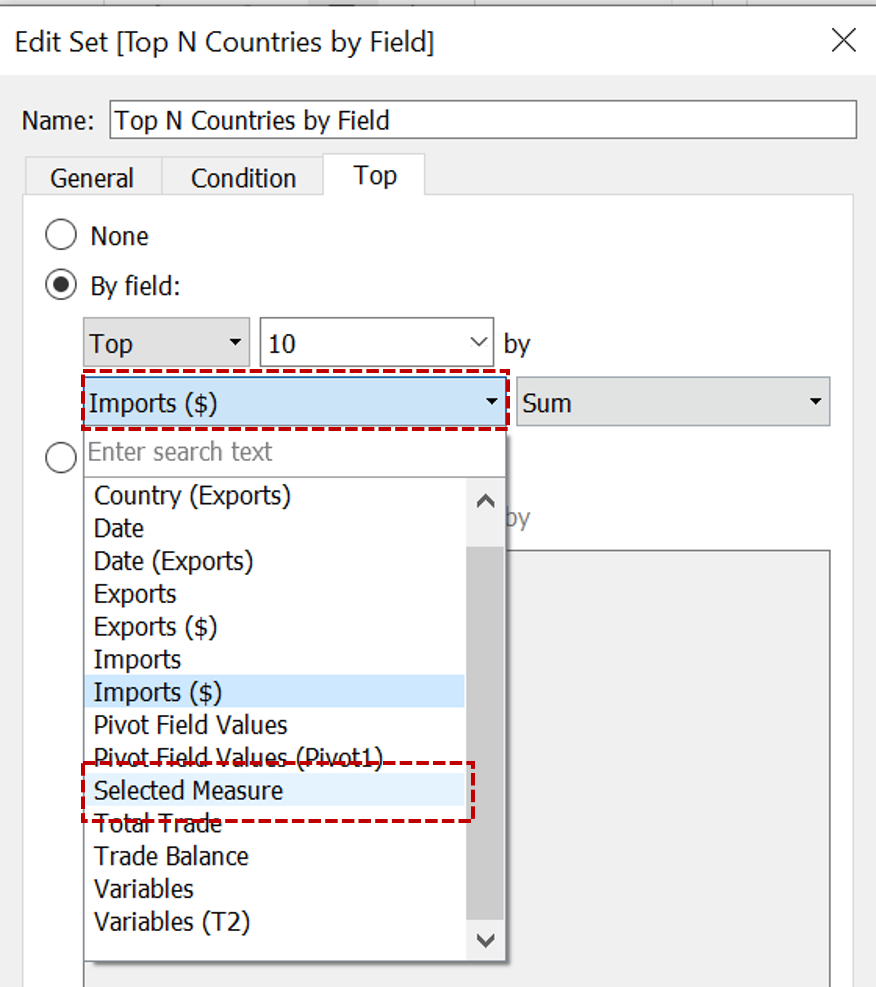 Edit Set [Top N Countries by Field]
Name: Top N Countries by Field
General Condition Top
None
By field:
Top 10 by
Imports ($) Sum
Enter search text
Country (Exports)
by
Date
Date (Exports)
Exports
Exports ($)
Imports
Imports ($)
Pivot Field Values
Pivot Field Values (Pivot1)
Selected Measure
Total Trade
Trade Balance
Variables
Variables (T2)